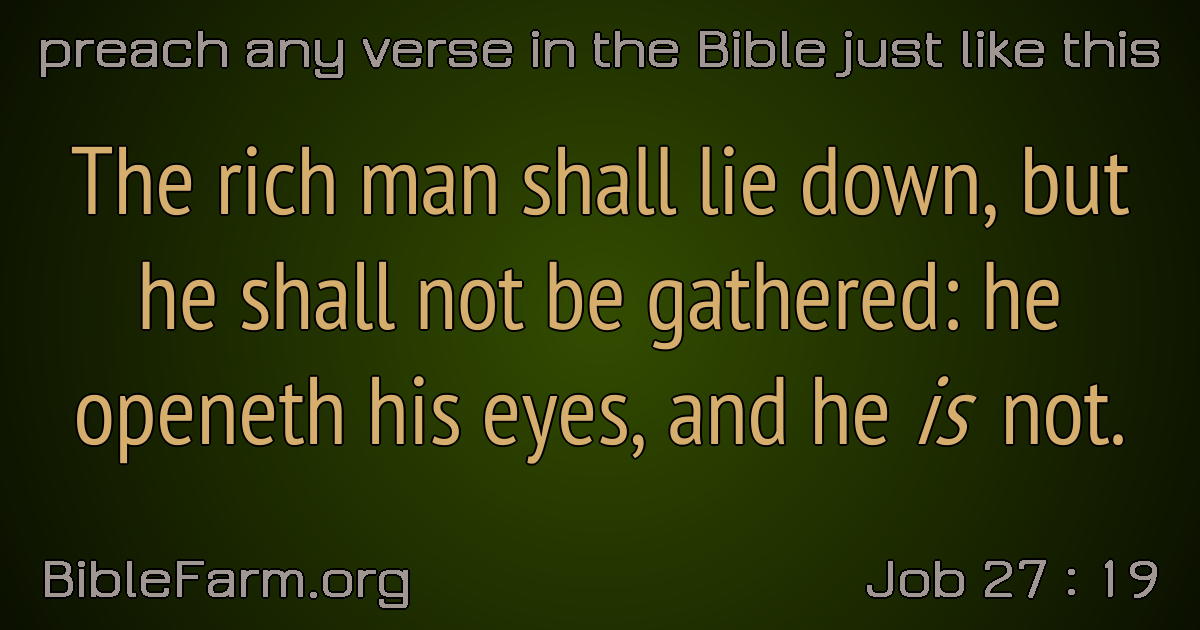 preach any verse in the Bible just like this
The rich man shall lie down, but
he shall not be gathered: he
openeth his eyes, and he is not.
BibleFarm.org
Job 27 : 19